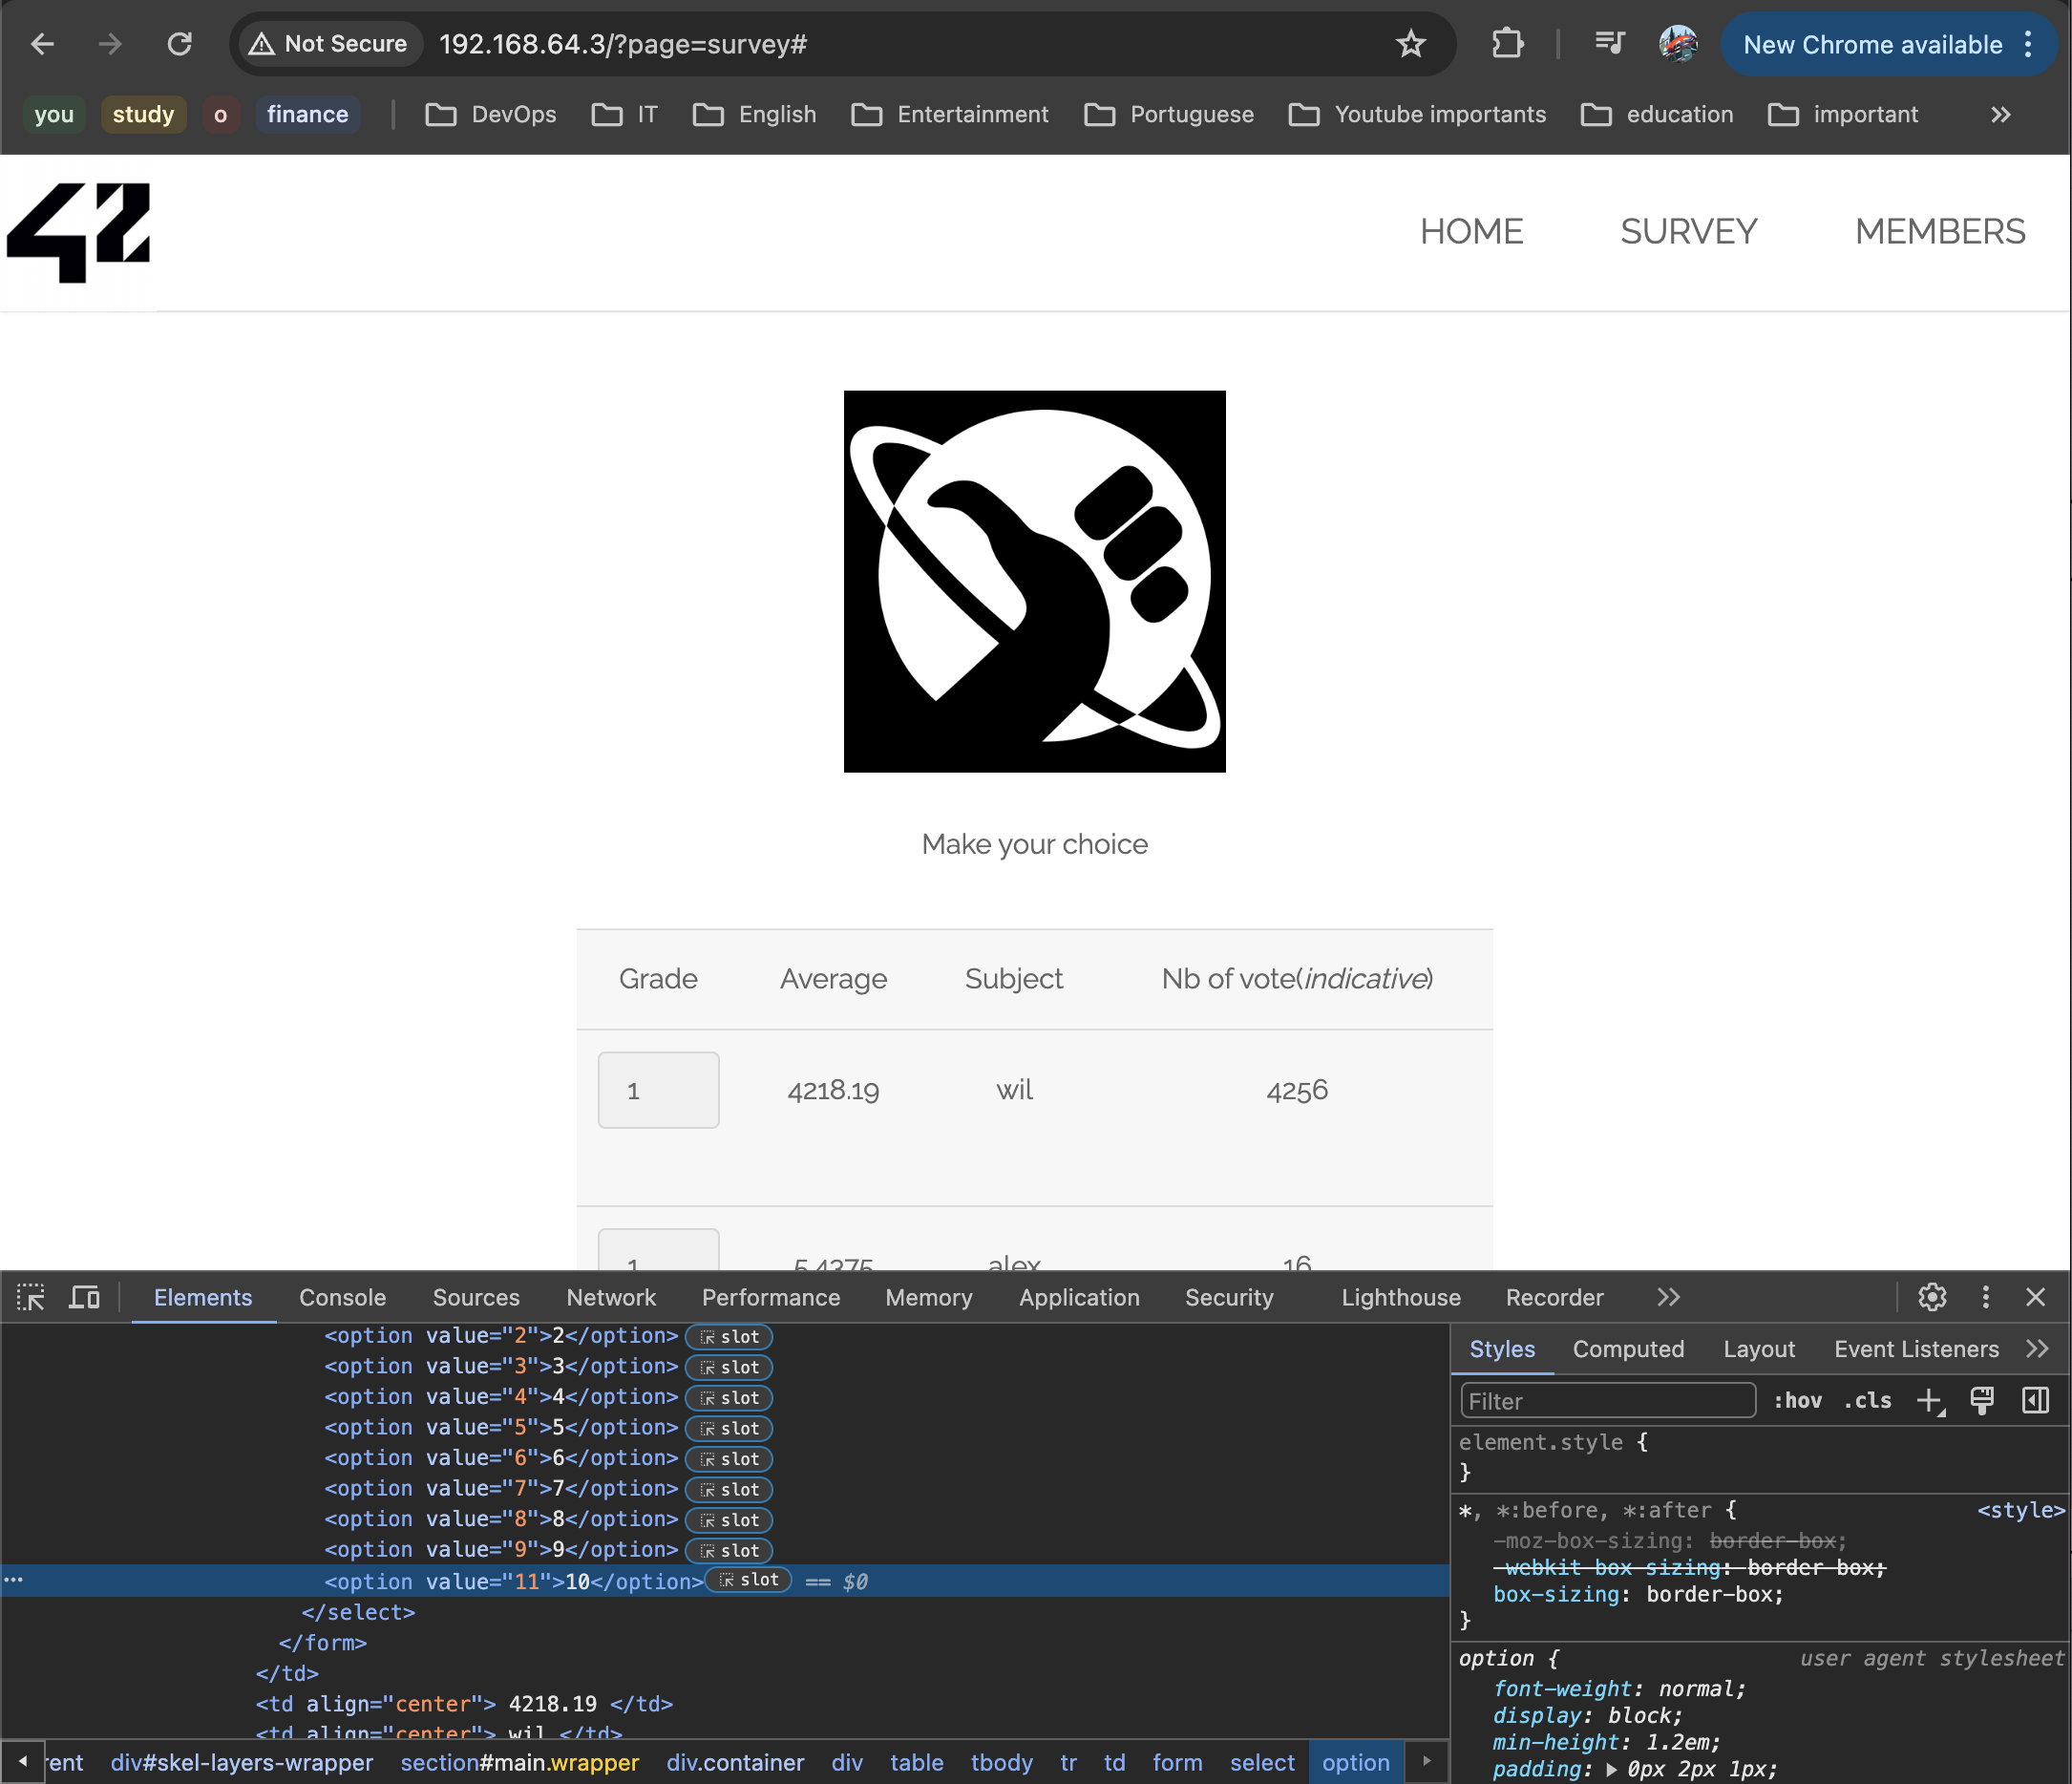 Not Secure 192.168.64.3/?page=survey# New Chrome available
you study o finance DevOps IT English Entertainment Portuguese Youtube importants education important
42 HOME SURVEY MEMBERS
Make your choice
Grade Average Subject Nb of vote(indicative)
1 4218.19 wil 4256
1 5.4375 alex 16
Elements Console Sources Network Performance Memory Application Security Lighthouse Recorder
<option value="2">2</option> slot
<option value="3">3</option> slot
<option value="4">4</option> slot
<option value="5">5</option> slot
<option value="6">6</option> slot
<option value="7">7</option> slot
<option value="8">8</option> slot
<option value="9">9</option> slot
<option value="11">10</option> slot == $0
</select>
</form>
</td>
<td align="center"> 4218.19 </td>
<td align="center"> wil </td>
rent div#skel-layers-wrapper section#main.wrapper div.container div table tbody tr td form select option
Styles Computed Layout Event Listeners
Filter :hov .cls
element.style {
}
*, *:before, *:after { <style>
-moz-box-sizing: border-box;
-webkit-box-sizing: border-box;
box-sizing: border-box;
}
option { user agent stylesheet
font-weight: normal;
display: block;
min-height: 1.2em;
padding: 0px 2px 1px;